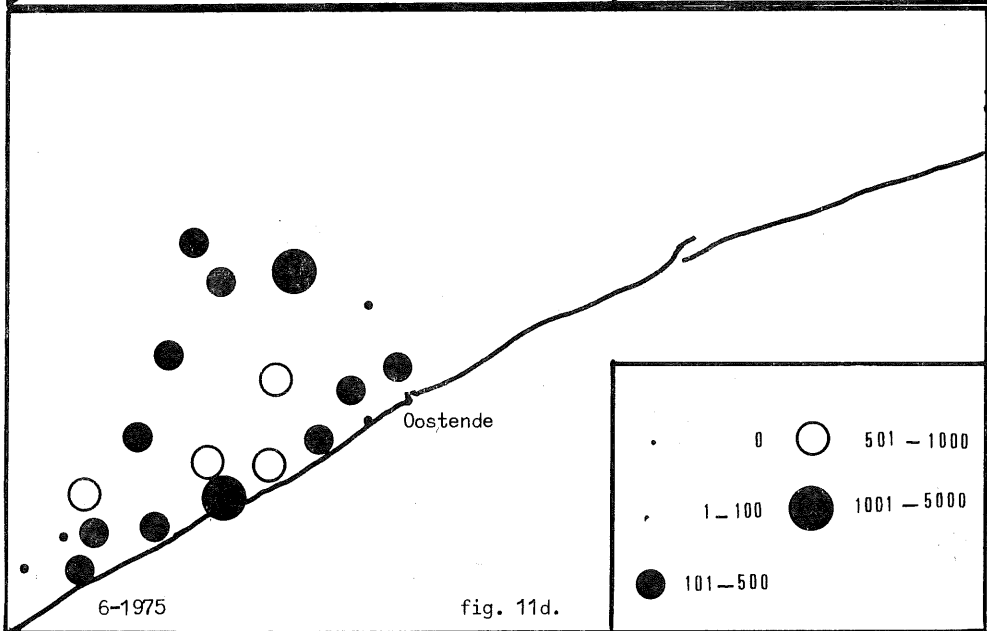 Oostende
0
501 – 1000
1 – 100
1001 – 5000
101 – 500
6-1975
fig. 11d.